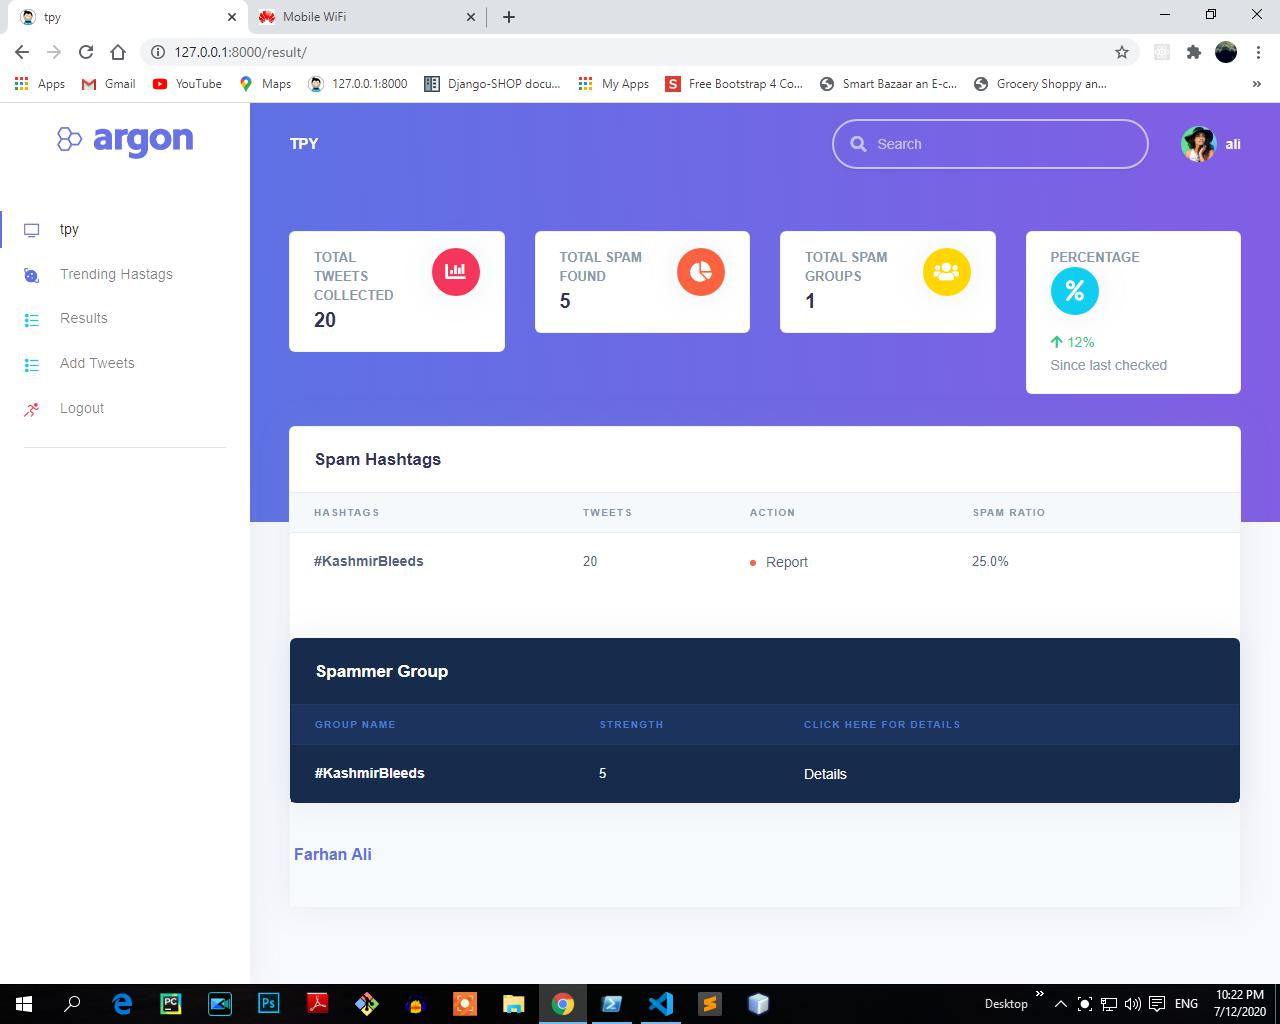 tpy
Mobile WiFi
127.0.0.1:8000/result/
Apps
Gmail
YouTube
Maps
127.0.0.1:8000
Django-SHOP docu...
My Apps
S
Free Bootstrap 4 Co...
Smart Bazaar an E-c...
Grocery Shoppy an...
»
argon
TPY
Search
ali
tpy
Trending Hastags
Results
Add Tweets
Logout
TOTAL
TWEETS
COLLECTED
20
TOTAL SPAM
FOUND
5
TOTAL SPAM
GROUPS
1
PERCENTAGE
%
12%
Since last checked
Spam Hashtags
HASHTAGS TWEETS ACTION SPAM RATIO
#KashmirBleeds 20 Report 25.0%
Spammer Group
GROUP NAME STRENGTH CLICK HERE FOR DETAILS
#KashmirBleeds 5 Details
Farhan Ali
PC
Ps
Desktop
»
ENG
10:22 PM
7/12/2020